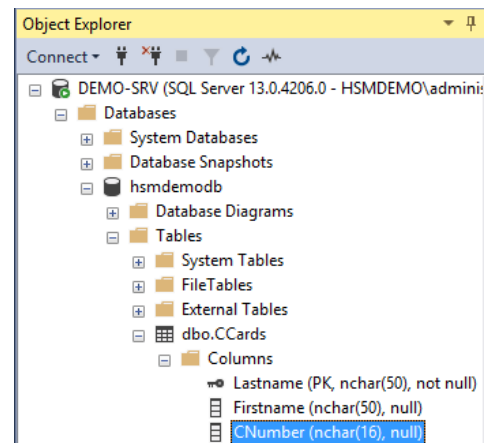 Object Explorer
Connect
DEMO-SRV (SQL Server 13.0.4206.0 - HSMDEMO\adminis
Databases
System Databases
Database Snapshots
hsmdemodb
Database Diagrams
Tables
System Tables
FileTables
External Tables
dbo.CCards
Columns
Lastname (PK, nchar(50), not null)
Firstname (nchar(50), null)
CNumber (nchar(16), null)